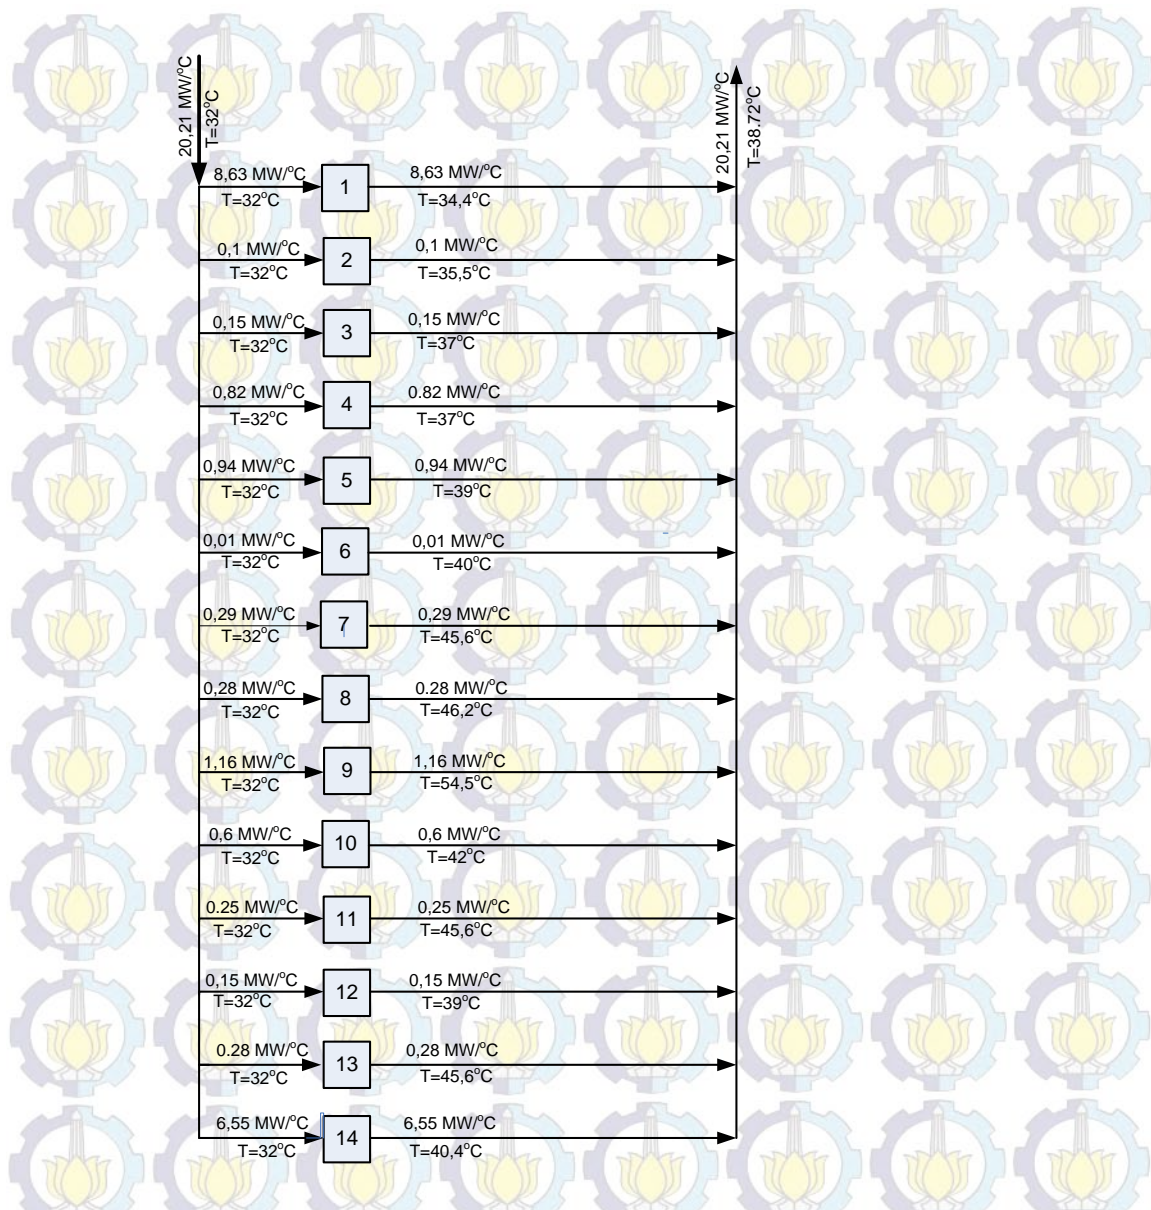 20,21 MW/°C
T=32°C
20,21 MW/°C
T=38.72°C
8,63 MW/°C
T=32°C
1
8,63 MW/°C
T=34,4°C
0,1 MW/°C
T=32°C
2
0,1 MW/°C
T=35,5°C
0,15 MW/°C
T=32°C
3
0,15 MW/°C
T=37°C
0,82 MW/°C
T=32°C
4
0.82 MW/°C
T=37°C
0,94 MW/°C
T=32°C
5
0,94 MW/°C
T=39°C
0,01 MW/°C
T=32°C
6
0,01 MW/°C
T=40°C
0,29 MW/°C
T=32°C
7
0,29 MW/°C
T=45,6°C
0,28 MW/°C
T=32°C
8
0.28 MW/°C
T=46,2°C
1,16 MW/°C
T=32°C
9
1,16 MW/°C
T=54,5°C
0,6 MW/°C
T=32°C
10
0,6 MW/°C
T=42°C
0.25 MW/°C
T=32°C
11
0,25 MW/°C
T=45,6°C
0,15 MW/°C
T=32°C
12
0,15 MW/°C
T=39°C
0.28 MW/°C
T=32°C
13
0,28 MW/°C
T=45,6°C
6,55 MW/°C
T=32°C
14
6,55 MW/°C
T=40,4°C